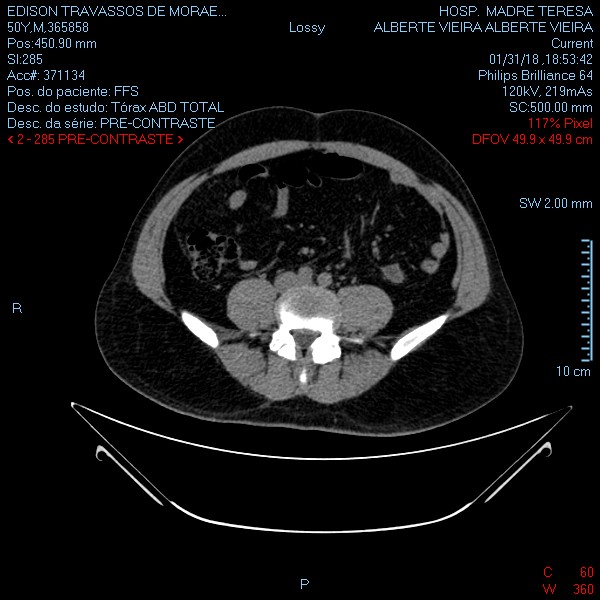 EDISON TRAVASSOS DE MORAE...
50Y,M,365858
Pos:450.90 mm
Sl:285
Acc#: 371134
Pos. do paciente: FFS
Desc. do estudo: Tórax ABD TOTAL
Desc. da série: PRE-CONTRASTE
< 2 - 285 PRE-CONTRASTE >
Lossy
HOSP. MADRE TERESA
ALBERTE VIEIRA ALBERTE VIEIRA
Current
01/31/18 ,18:53:42
Philips Brilliance 64
120kV, 219mAs
SC:500.00 mm
117% Pixel
DFOV 49.9 x 49.9 cm
SW 2.00 mm
R
10 cm
P
C 60
W 360